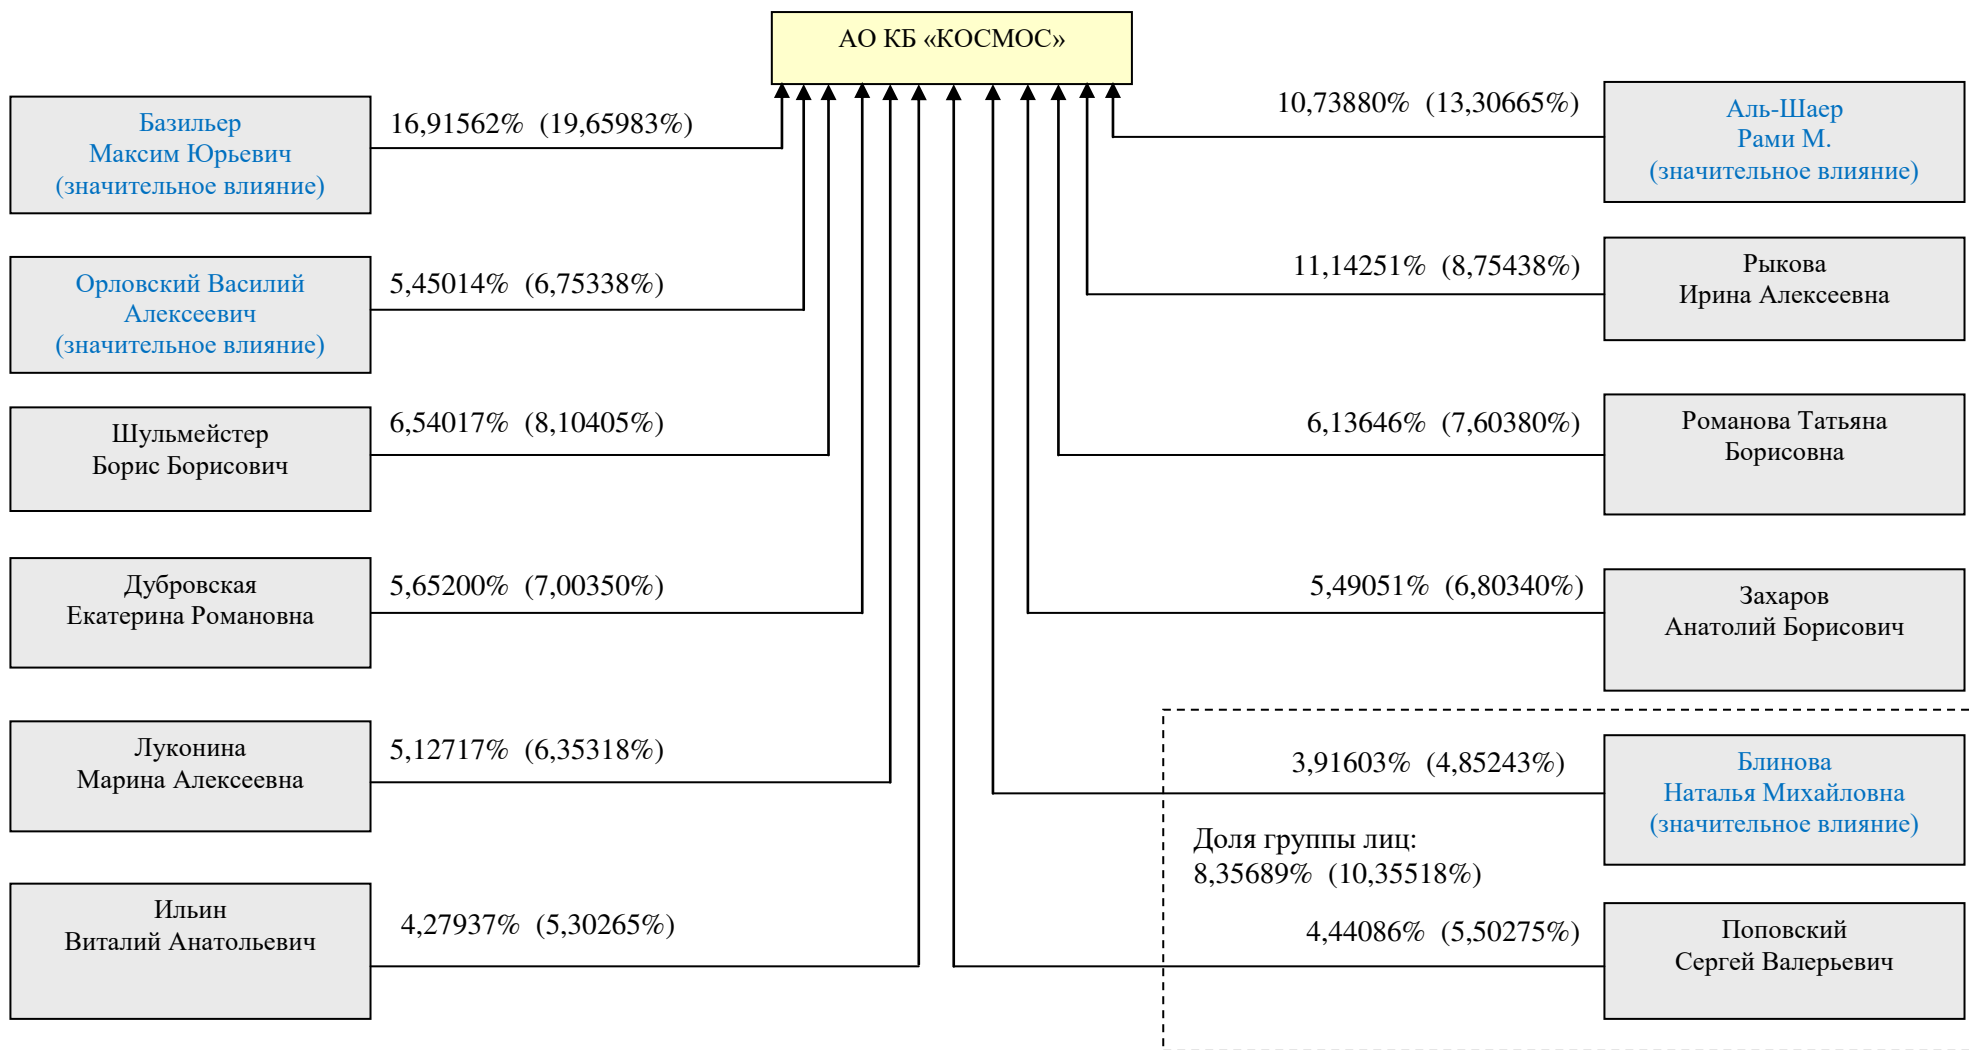 АО КБ «КОСМОС»
Базильер
Максим Юрьевич
(значительное влияние)
16,91562% (19,65983%)
10,73880% (13,30665%)
Аль-Шаер
Рами М.
(значительное влияние)
Орловский Василий
Алексеевич
(значительное влияние)
5,45014% (6,75338%)
11,14251% (8,75438%)
Рыкова
Ирина Алексеевна
Шульмейстер
Борис Борисович
6,54017% (8,10405%)
6,13646% (7,60380%)
Романова Татьяна
Борисовна
Дубровская
Екатерина Романовна
5,65200% (7,00350%)
5,49051% (6,80340%)
Захаров
Анатолий Борисович
Луконина
Марина Алексеевна
5,12717% (6,35318%)
3,91603% (4,85243%)
Блинова
Наталья Михайловна
(значительное влияние)
Доля группы лиц:
8,35689% (10,35518%)
Ильин
Виталий Анатольевич
4,27937% (5,30265%)
4,44086% (5,50275%)
Поповский
Сергей Валерьевич